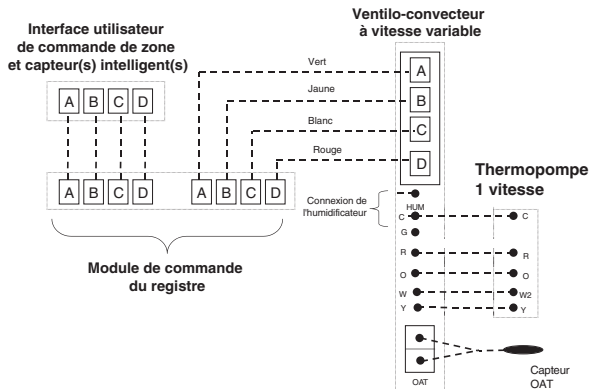 Ventilo-convecteur
à vitesse variable
Interface utilisateur
de commande de zone
et capteur(s) intelligent(s)
A B C D
Vert
A
Jaune
B
Blanc
C
Rouge
D
A B C D
A B C D
Module de commande
du registre
Connexion de
l'humidificateur
Thermopompe
1 vitesse
HUM
C
C
G
R
R
O
O
W
W2
Y
Y
OAT
Capteur
OAT